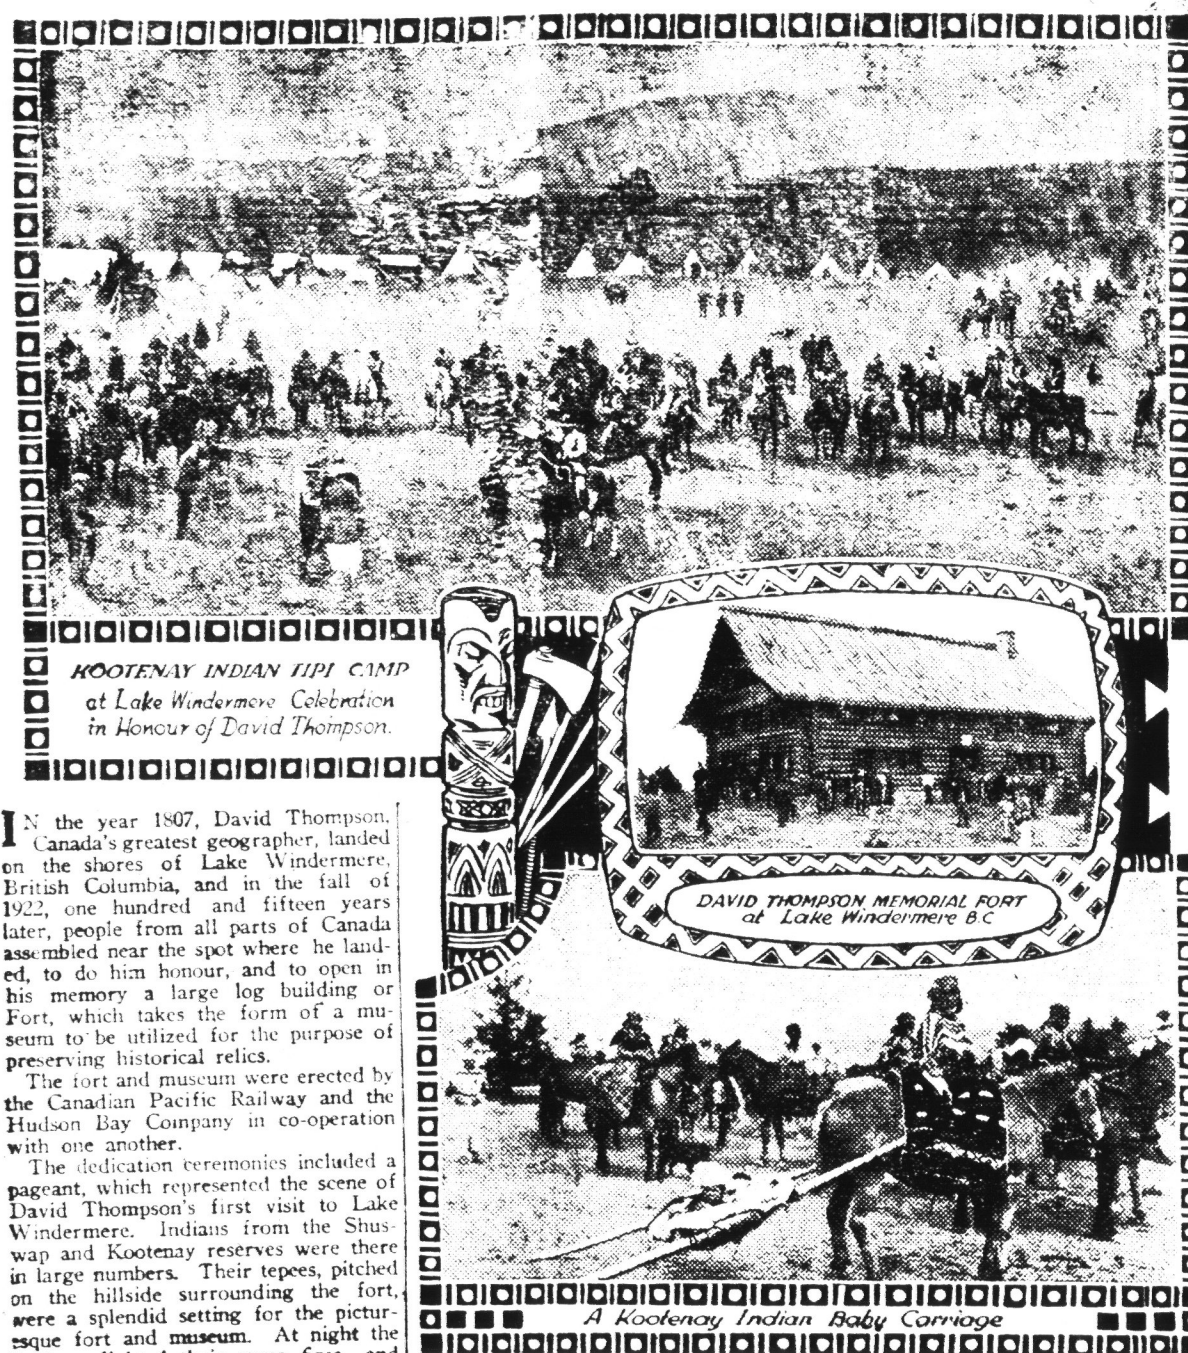 KOOTENAY INDIAN TIPI CAMP
at Lake Windermere Celebration
in Honour of David Thompson.
DAVID THOMPSON MEMORIAL FORT
at Lake Windermere B.C
IN the year 1807, David Thompson,
Canada's greatest geographer, landed
on the shores of Lake Windermere,
British Columbia, and in the fall of
1922, one hundred and fifteen years
later, people from all parts of Canada
assembled near the spot where he land-
ed, to do him honour, and to open in
his memory a large log building or
Fort, which takes the form of a mu-
seum to be utilized for the purpose of
preserving historical relics.
The fort and museum were erected by
the Canadian Pacific Railway and the
Hudson Bay Company in co-operation
with one another.
The dedication ceremonies included a
pageant, which represented the scene of
David Thompson's first visit to Lake
Windermere. Indians from the Shus-
wap and Kootenay reserves were there
in large numbers. Their tepees, pitched
on the hillside surrounding the fort,
were a splendid setting for the pictur-
esque fort and museum. At night the
A Kootenay Indian Baby Carriage